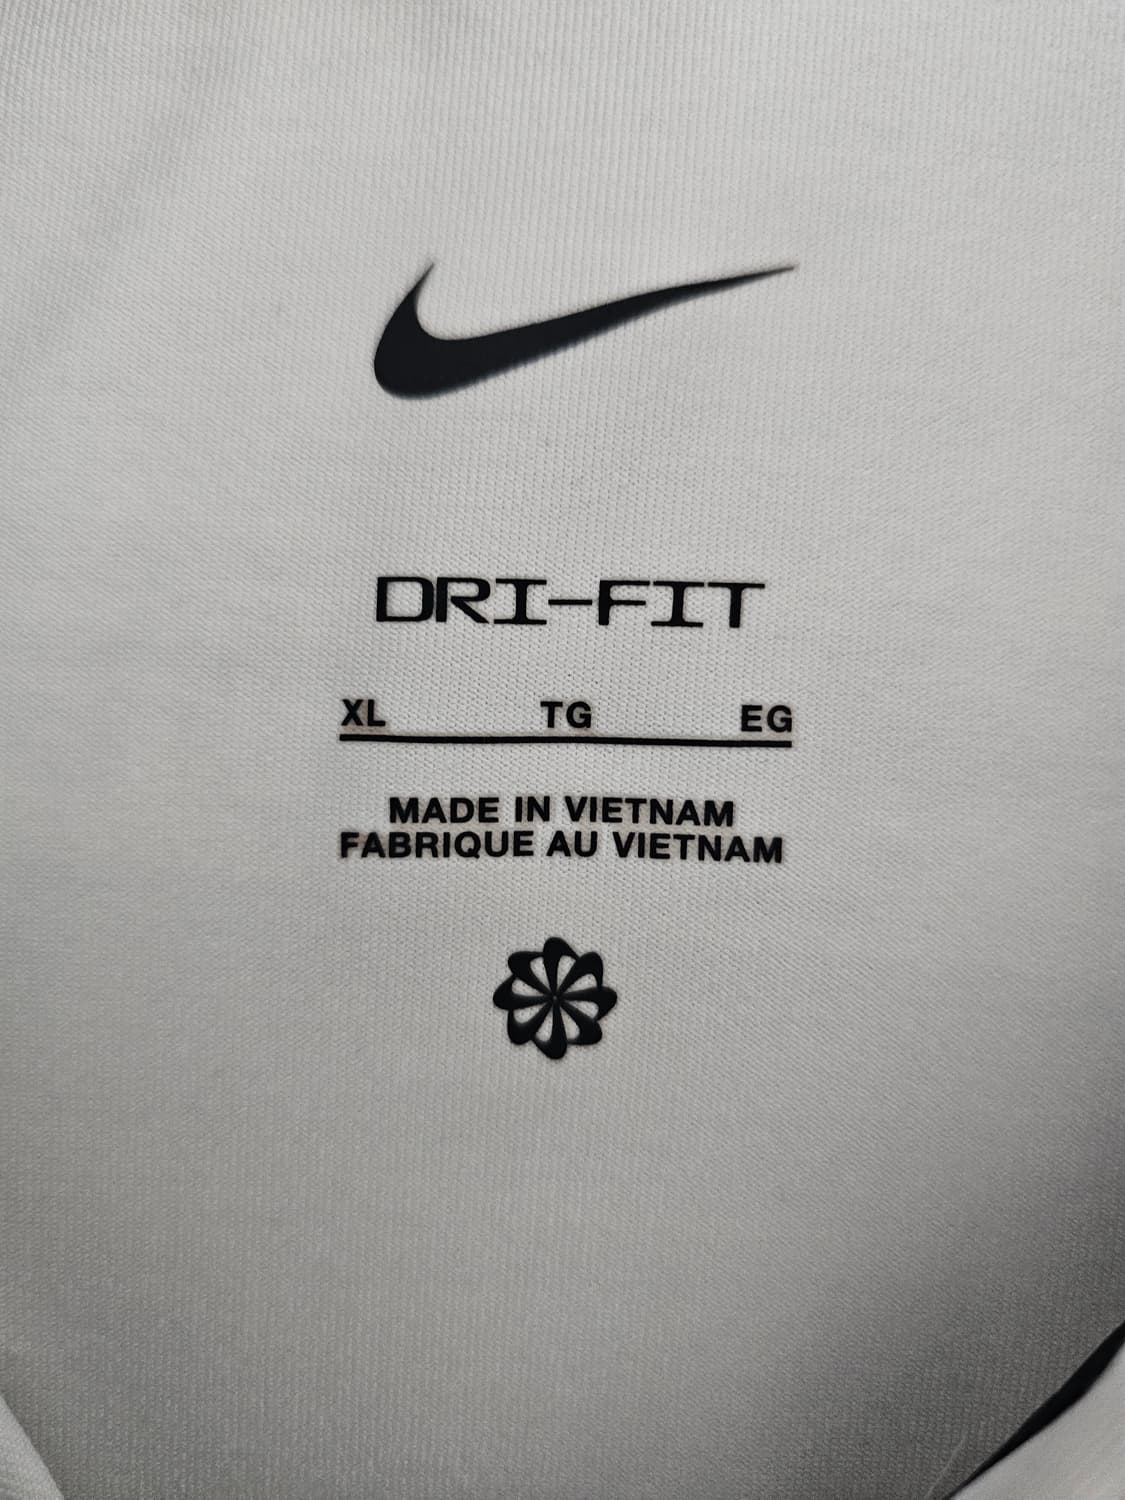 DRI-FIT
XL TG EG
MADE IN VIETNAM
FABRIQUE AU VIETNAM